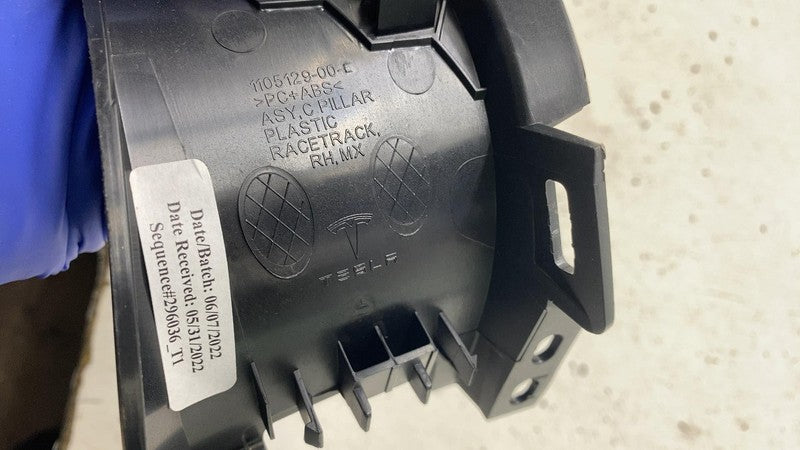 1105129-00-E
>PC+ABS<
ASY, C PILLAR
PLASTIC
RACETRACK,
RH, MX
TESLA
Date/Batch: 06/07/2022
Date Received: 05/31/2022
Sequence#296036_T1